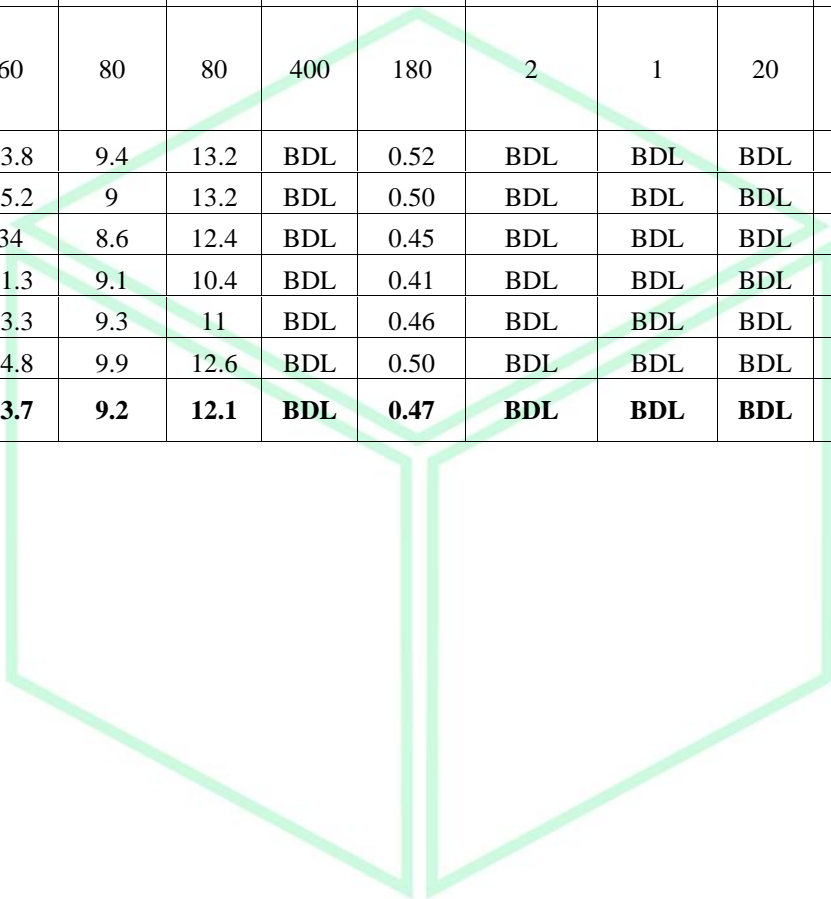 60 80 80 400 180 2 1 20
3.8 9.4 13.2 BDL 0.52 BDL BDL BDL
5.2 9 13.2 BDL 0.50 BDL BDL BDL
34 8.6 12.4 BDL 0.45 BDL BDL BDL
1.3 9.1 10.4 BDL 0.41 BDL BDL BDL
3.3 9.3 11 BDL 0.46 BDL BDL BDL
4.8 9.9 12.6 BDL 0.50 BDL BDL BDL
3.7 9.2 12.1 BDL 0.47 BDL BDL BDL